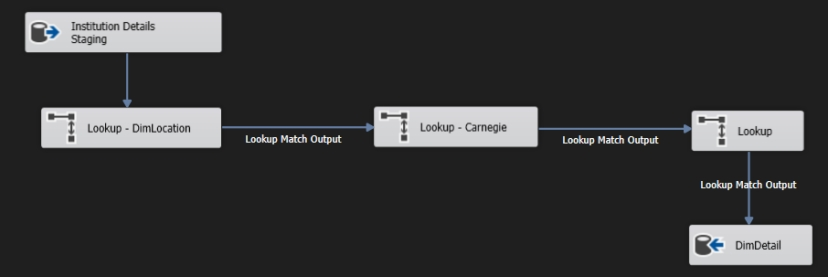 Institution Details
Staging
Lookup - DimLocation
Lookup Match Output
Lookup - Carnegie
Lookup Match Output
Lookup
Lookup Match Output
DimDetail